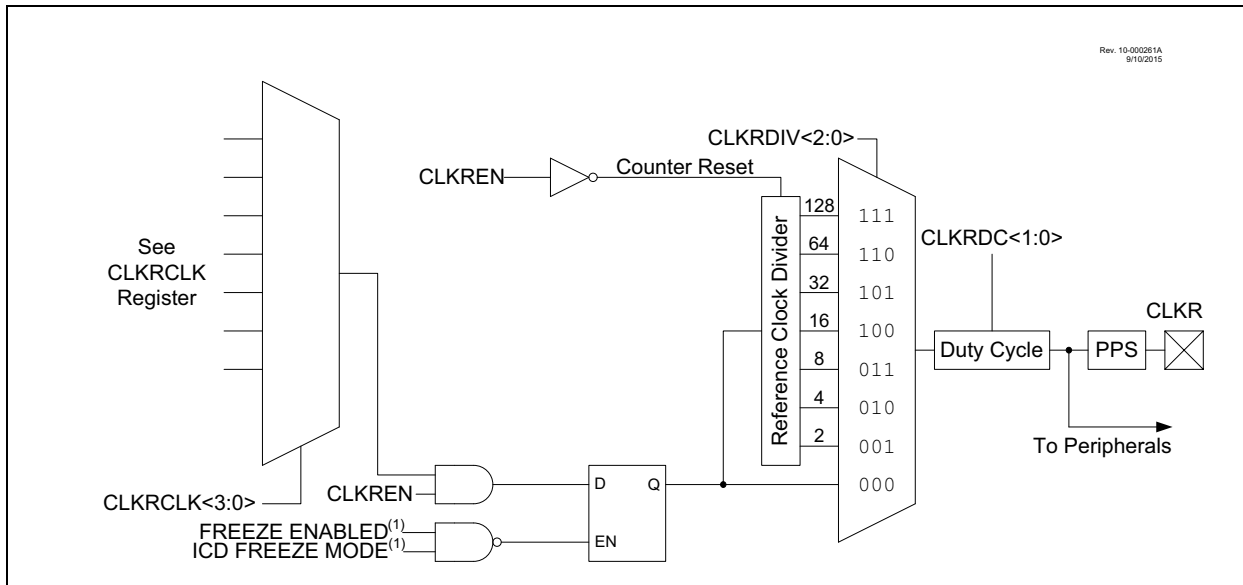 Rev. 10-000261A
9/10/2015
CLKRDIV<2:0>
CLKREN
Counter Reset
See
CLKRCLK
Register
Reference Clock Divider
128
64
32
16
8
4
2
111
110
101
100
011
010
001
000
CLKRDC<1:0>
Duty Cycle
PPS
CLKR
To Peripherals
CLKRCLK<3:0>
CLKREN
FREEZE ENABLED(1)
ICD FREEZE MODE(1)
D
Q
EN